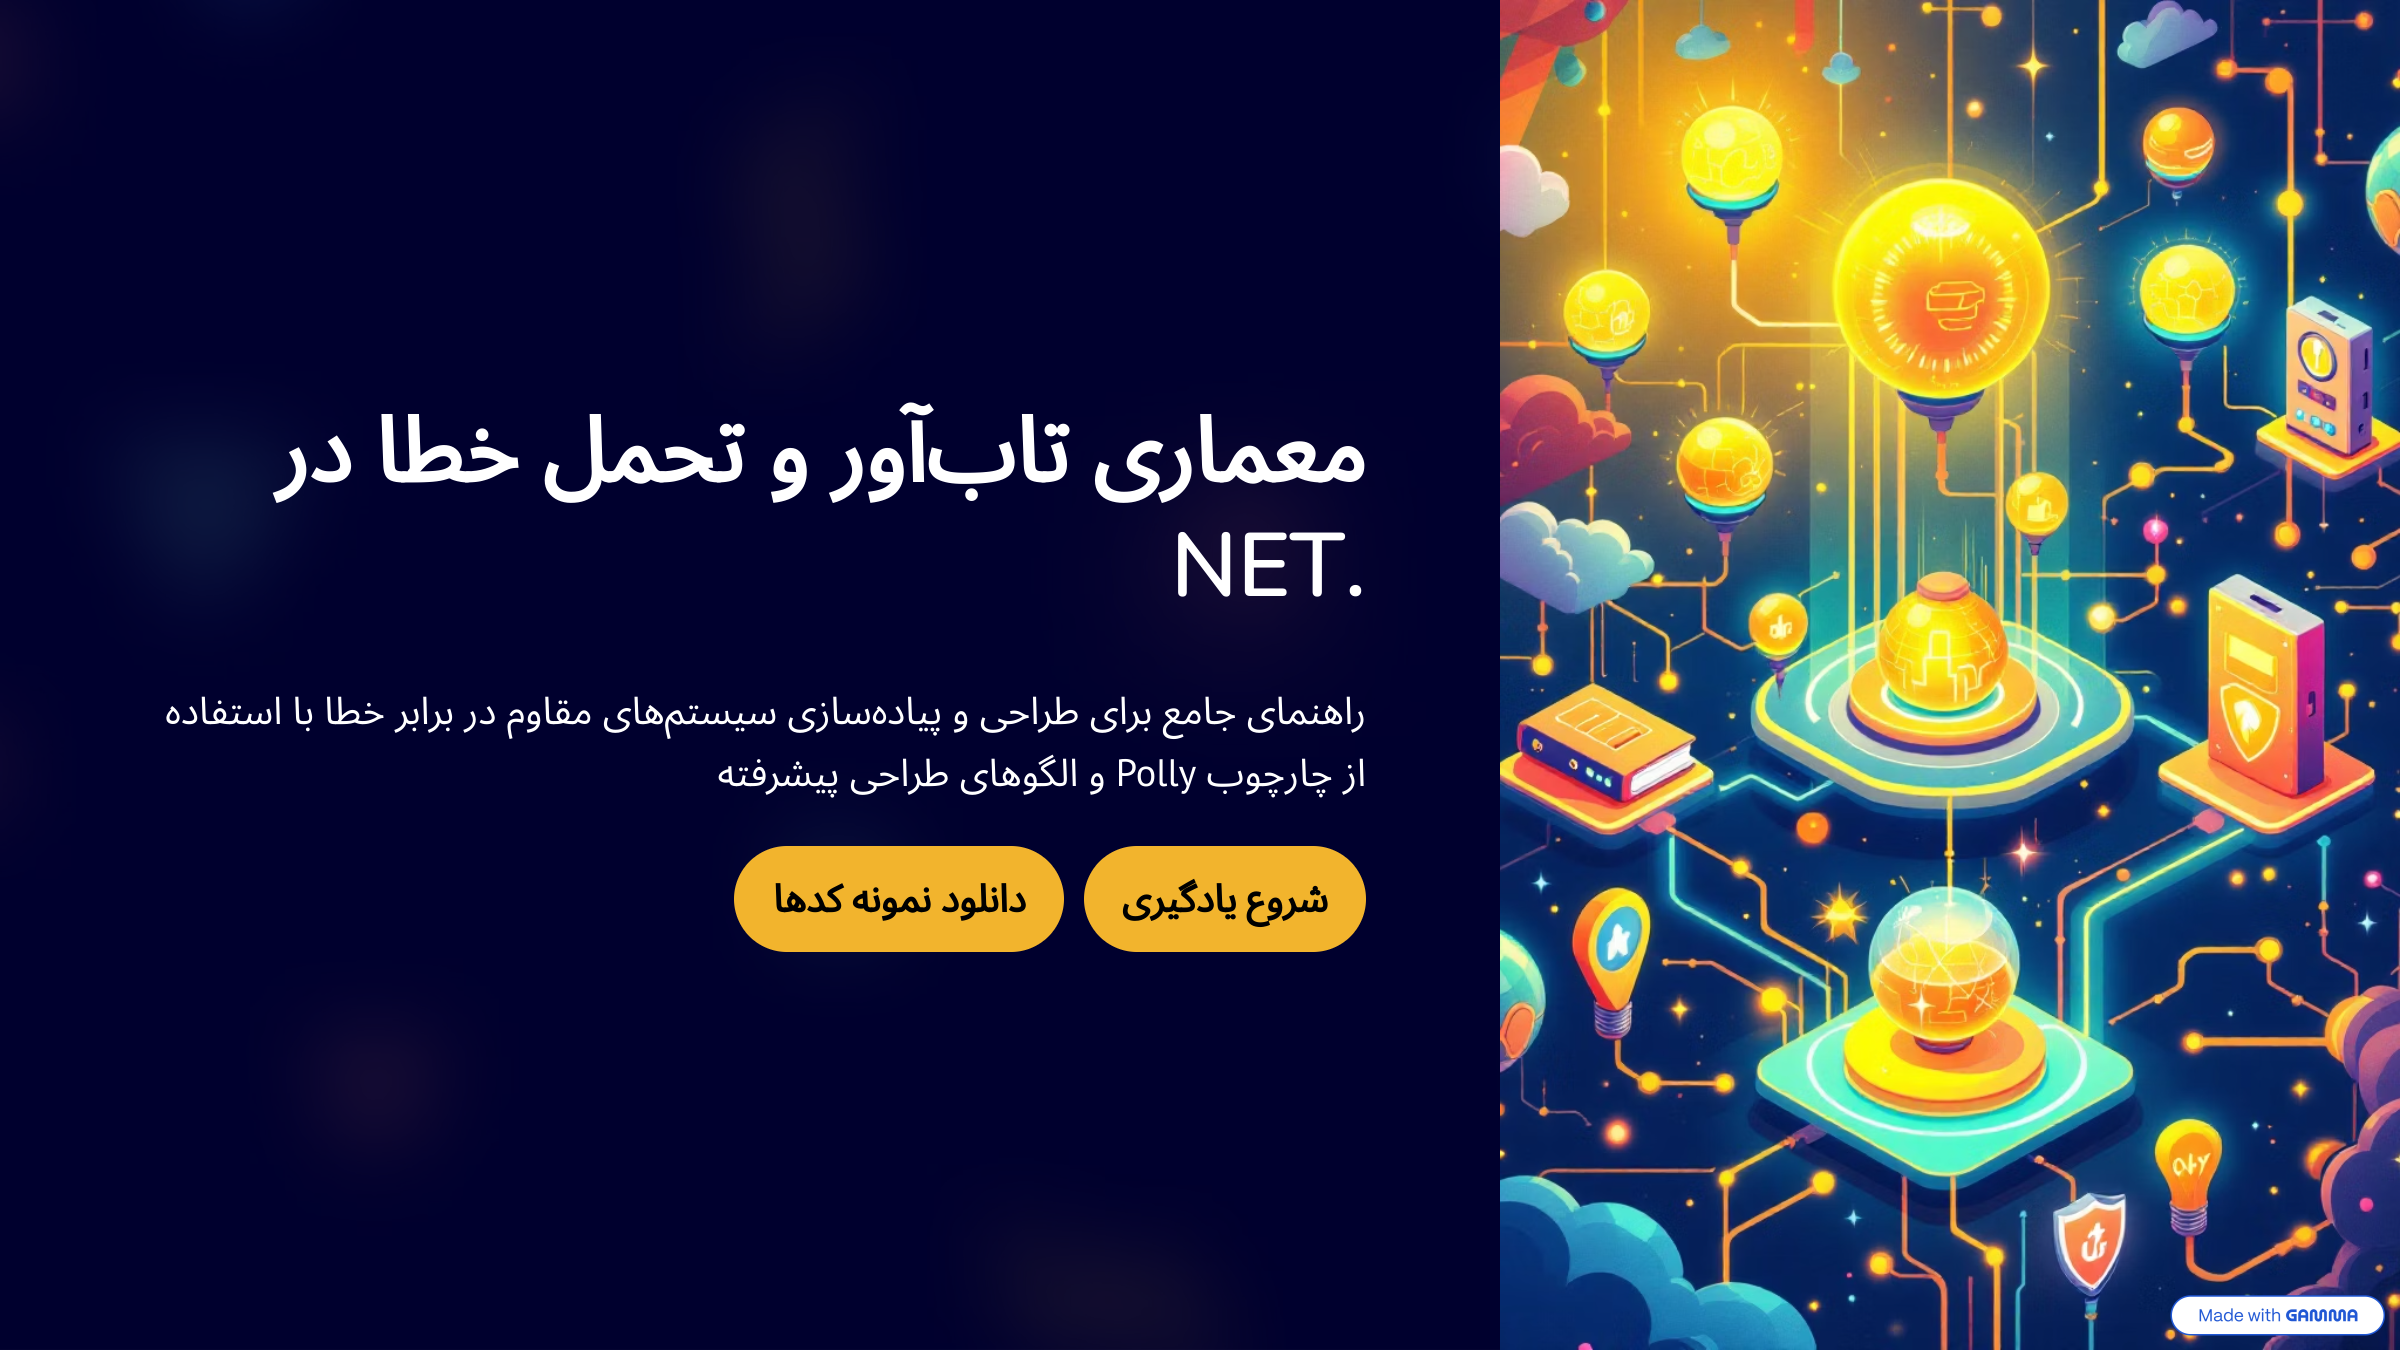 معماری تاب‌آور و تحمل خطا در
.NET
راهنمای جامع برای طراحی و پیاده‌سازی سیستم‌های مقاوم در برابر خطا با استفاده
از چارچوب Polly و الگوهای طراحی پیشرفته
شروع یادگیری
دانلود نمونه کدها
Made with GAMMA